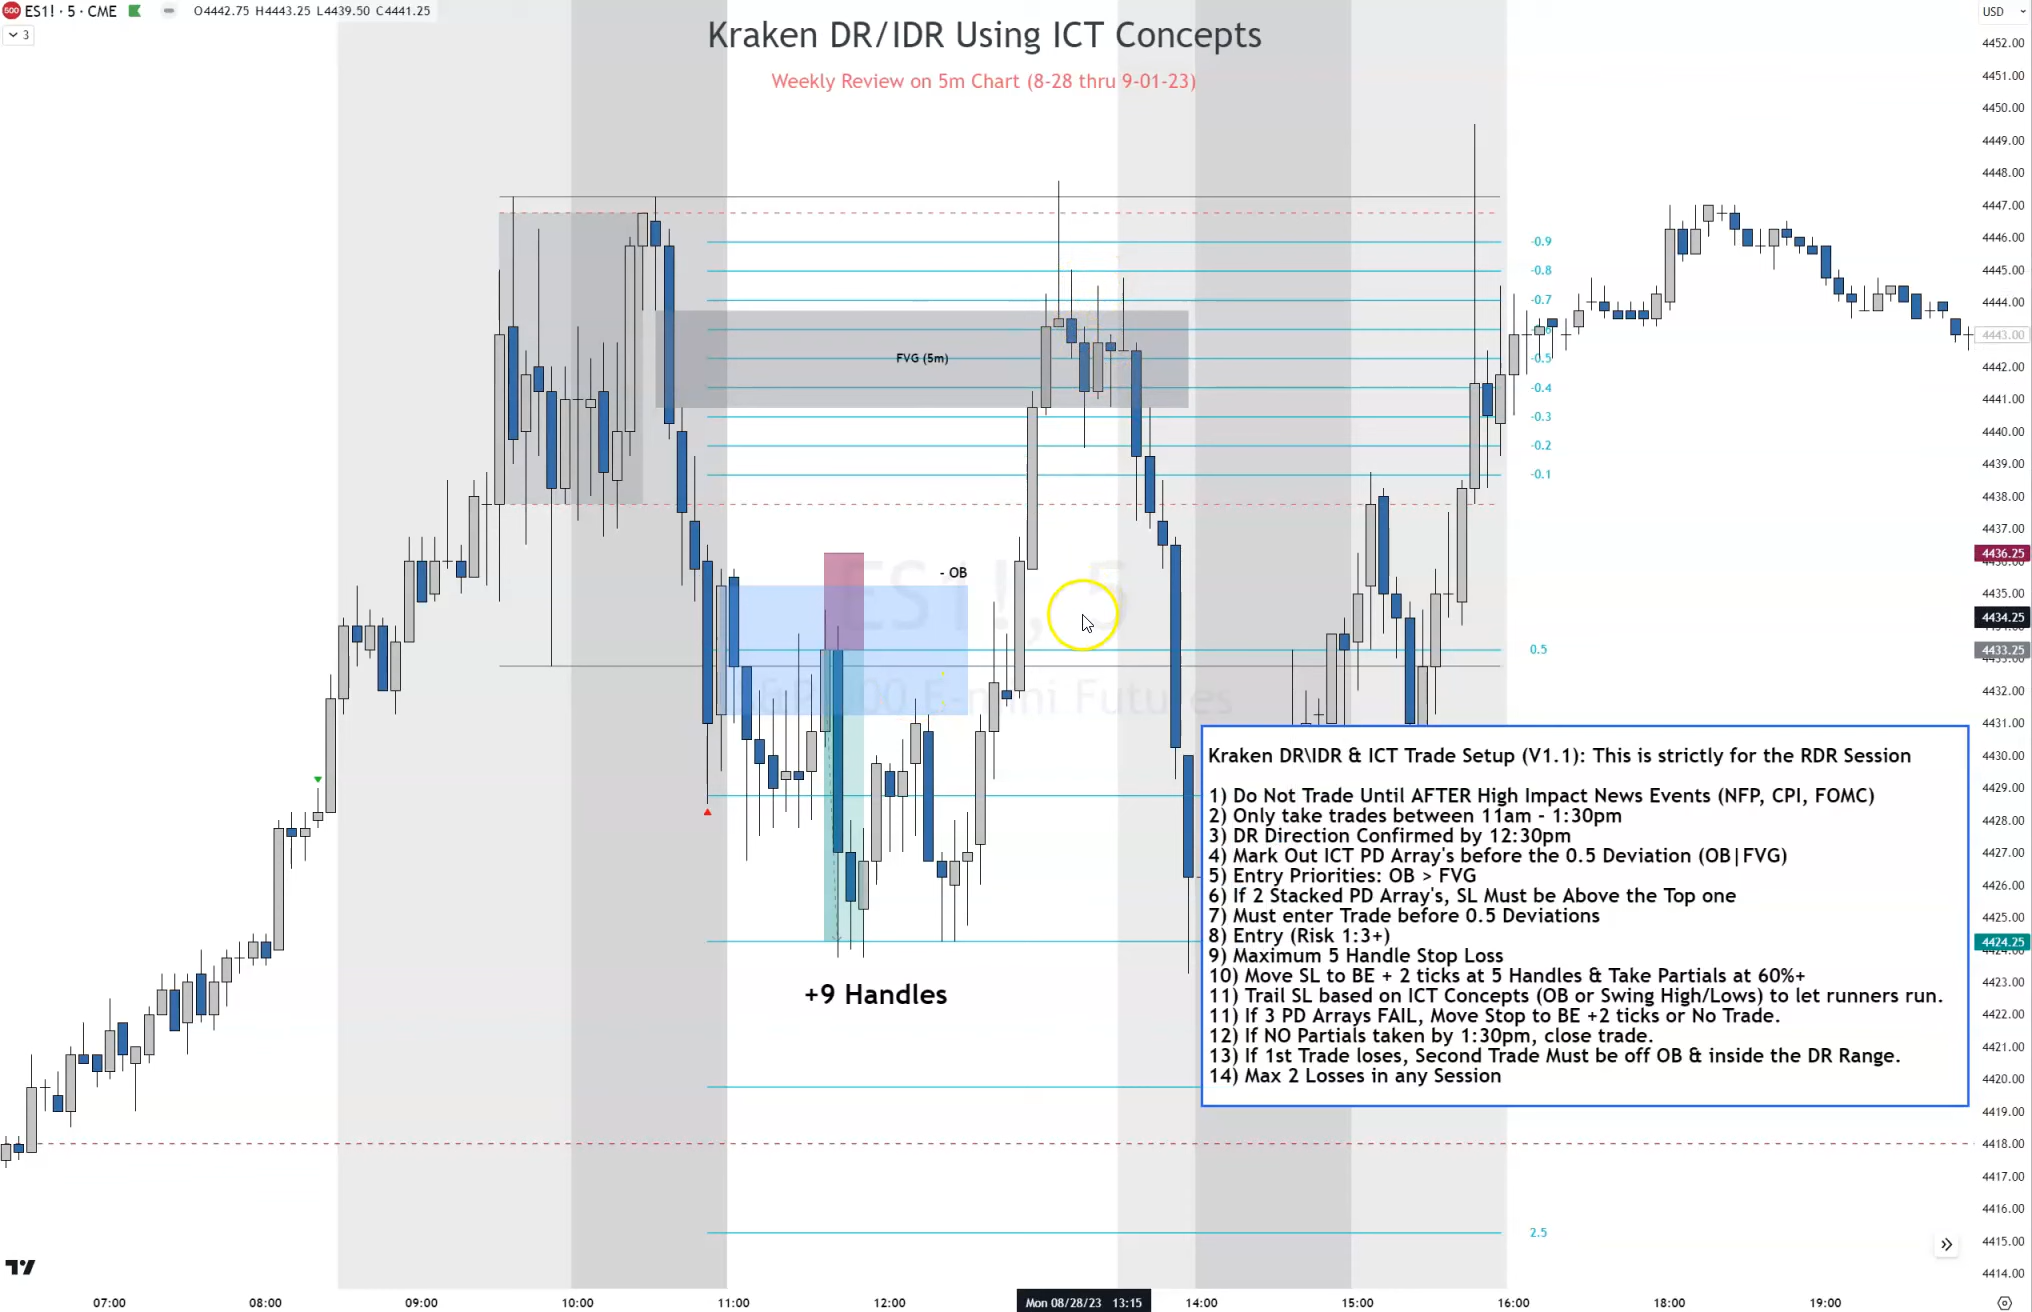 ES1! · 5 · CME O4442.75 H4443.25 L4439.50 C4441.25
3
Kraken DR/IDR Using ICT Concepts
Weekly Review on 5m Chart (8-28 thru 9-01-23)
USD
4452.00
4451.00
4450.00
4449.00
4448.00
4447.00
4446.00
4445.00
4444.00
4443.00
4442.00
4441.00
4440.00
4439.00
4438.00
4437.00
4436.25
4435.00
4434.25
4433.25
4432.00
4431.00
4430.00
4429.00
4428.00
4427.00
4426.00
4425.00
4424.25
4423.00
4422.00
4421.00
4420.00
4419.00
4418.00
4417.00
4416.00
4415.00
4414.00
-0.9
-0.8
-0.7
-0.5
-0.4
-0.3
-0.2
-0.1
0.5
2.5
FVG (5m)
- OB
ES1!, 5
S&P 500 E-mini Futures
+9 Handles
Kraken DR\IDR & ICT Trade Setup (V1.1): This is strictly for the RDR Session
1) Do Not Trade Until AFTER High Impact News Events (NFP, CPI, FOMC)
2) Only take trades between 11am - 1:30pm
3) DR Direction Confirmed by 12:30pm
4) Mark Out ICT PD Array's before the 0.5 Deviation (OB|FVG)
5) Entry Priorities: OB > FVG
6) If 2 Stacked PD Array's, SL Must be Above the Top one
7) Must enter Trade before 0.5 Deviations
8) Entry (Risk 1:3+)
9) Maximum 5 Handle Stop Loss
10) Move SL to BE + 2 ticks at 5 Handles & Take Partials at 60%+
11) Trail SL based on ICT Concepts (OB or Swing High/Lows) to let runners run.
11) If 3 PD Arrays FAIL, Move Stop to BE +2 ticks or No Trade.
12) If NO Partials taken by 1:30pm, close trade.
13) If 1st Trade loses, Second Trade Must be off OB & inside the DR Range.
14) Max 2 Losses in any Session
07:00 08:00 09:00 10:00 11:00 12:00 Mon 08/28/23 13:15 14:00 15:00 16:00 18:00 19:00